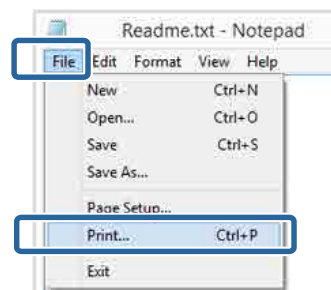 Readme.txt - Notepad
File Edit Format View Help
New Ctrl+N
Open... Ctrl+O
Save Ctrl+S
Save As...
Page Setup...
Print... Ctrl+P
Exit